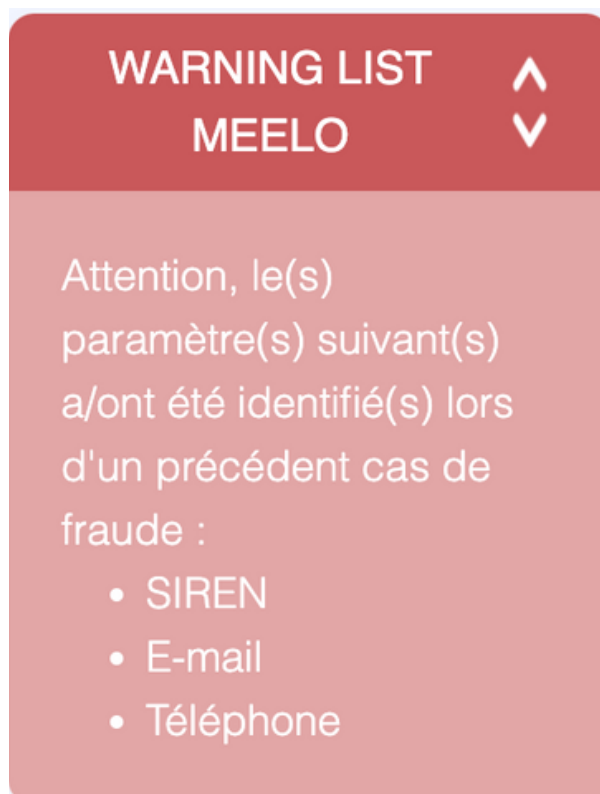 WARNING LIST
MEELO
Attention, le(s)
paramètre(s) suivant(s)
a/ont été identifié(s) lors
d'un précédent cas de
fraude :
• SIREN
• E-mail
• Téléphone